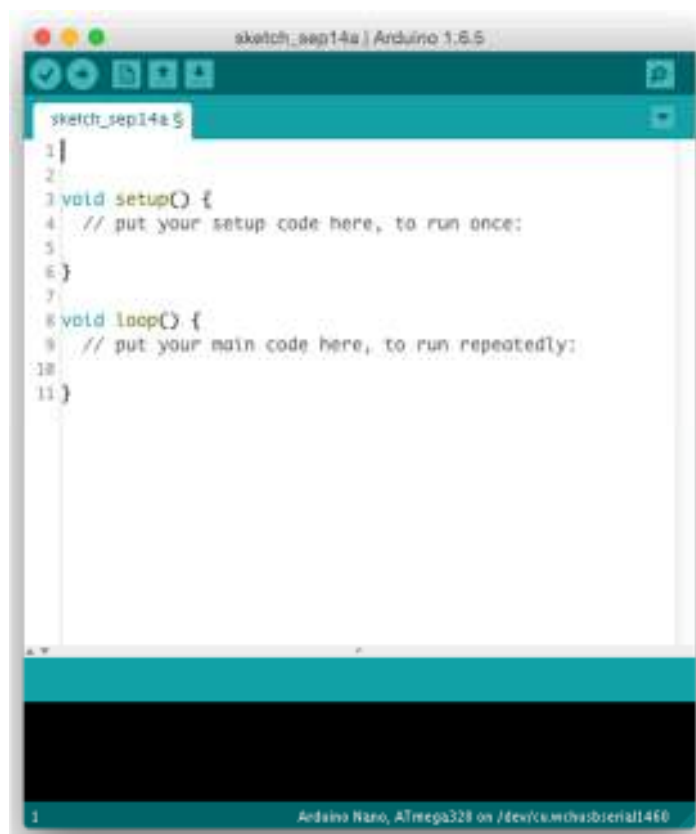 sketch_sep14a | Arduino 1.6.5
sketch_sep14a §
1
2
3 void setup() {
4 // put your setup code here, to run once:
5
6 }
7
8 void loop() {
9 // put your main code here, to run repeatedly:
10
11 }
1 Arduino Nano, ATmega328 on /dev/cu.wchusbserial1460